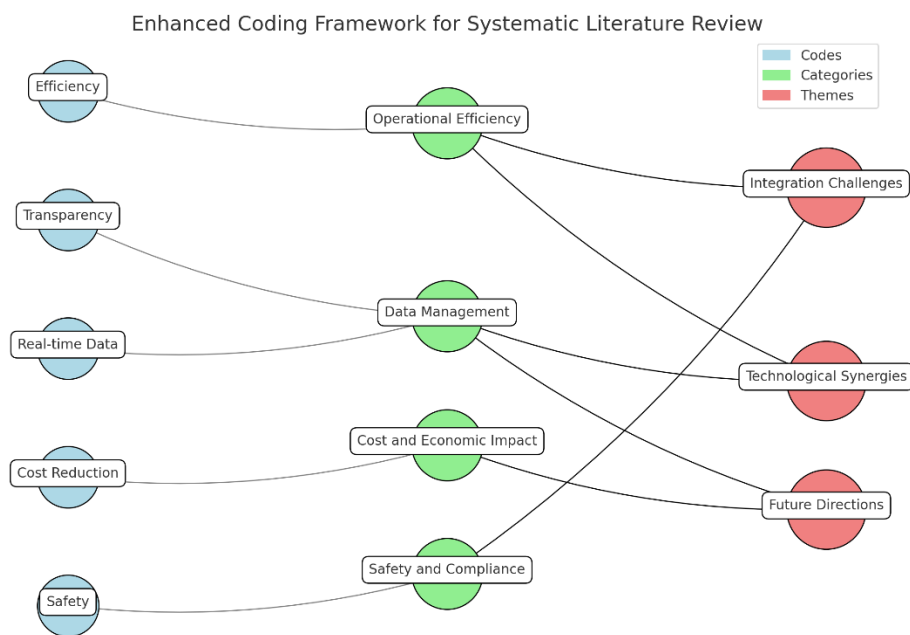 Enhanced Coding Framework for Systematic Literature Review
Codes
Categories
Themes
Efficiency
Operational Efficiency
Integration Challenges
Transparency
Data Management
Real-time Data
Technological Synergies
Cost and Economic Impact
Cost Reduction
Future Directions
Safety and Compliance
Safety